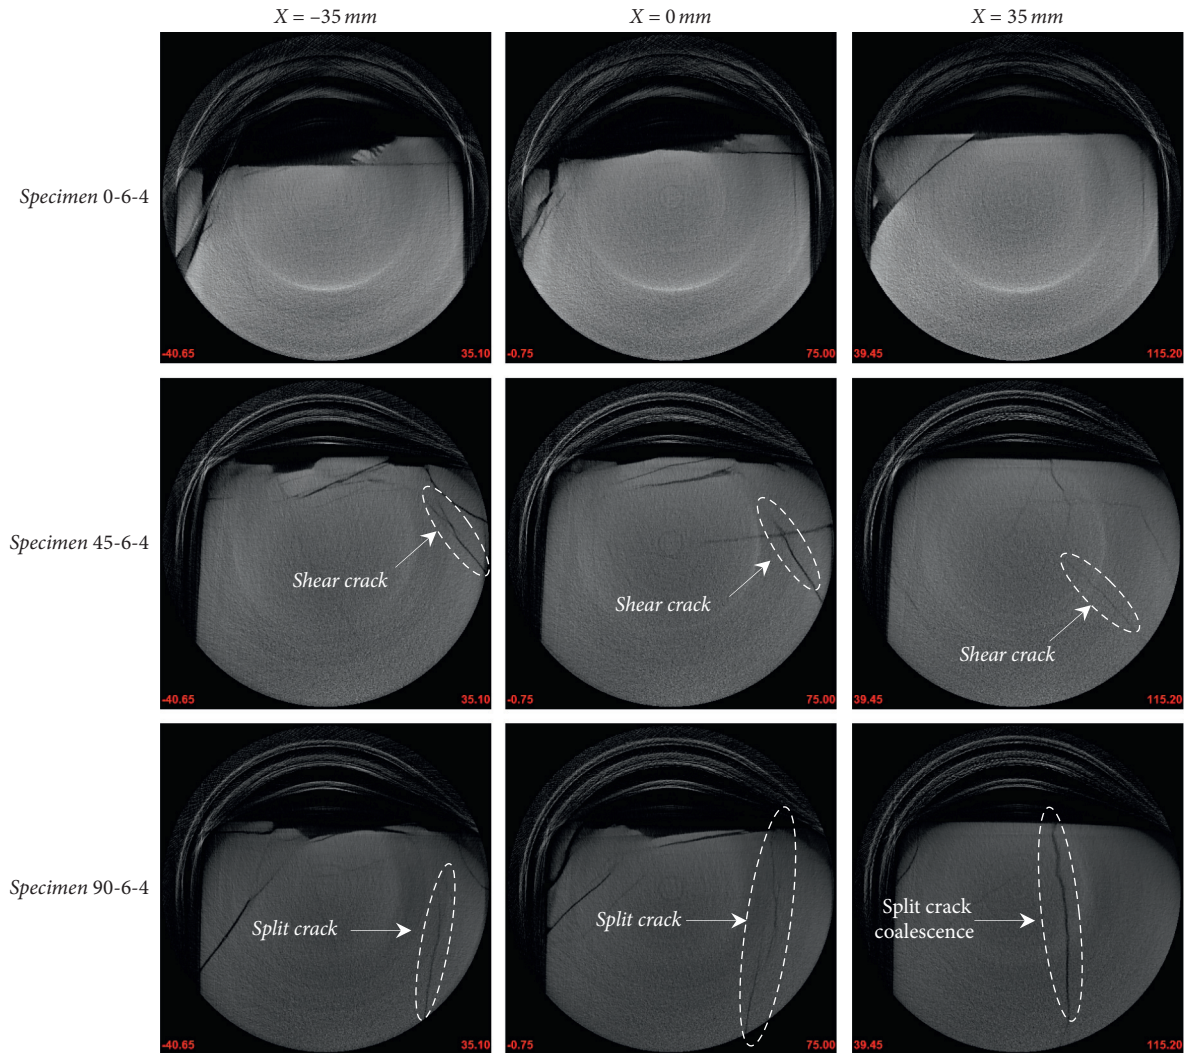 X = –35 mm
X = 0 mm
X = 35 mm
Specimen 0-6-4
-40.65
35.10
-0.75
75.00
39.45
115.20
Specimen 45-6-4
Shear crack
-40.65
35.10
Shear crack
-0.75
75.00
Shear crack
39.45
115.20
Specimen 90-6-4
Split crack
-40.65
35.10
Split crack
-0.75
75.00
Split crack
coalescence
39.45
115.20